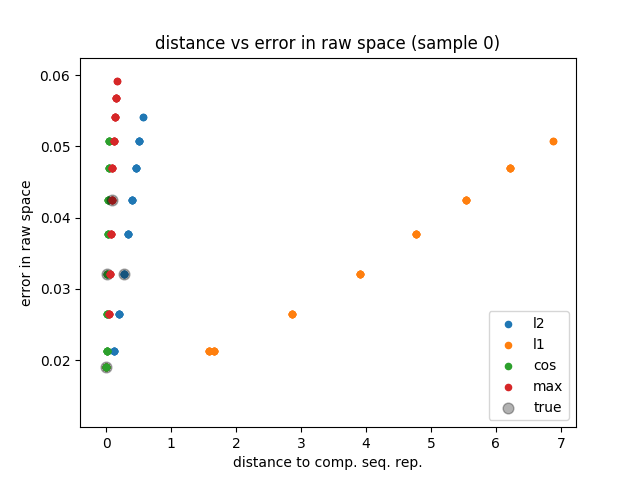 distance vs error in raw space (sample 0)
error in raw space
0.06
0.05
0.04
0.03
0.02
l2
l1
cos
max
true
0 1 2 3 4 5 6 7
distance to comp. seq. rep.